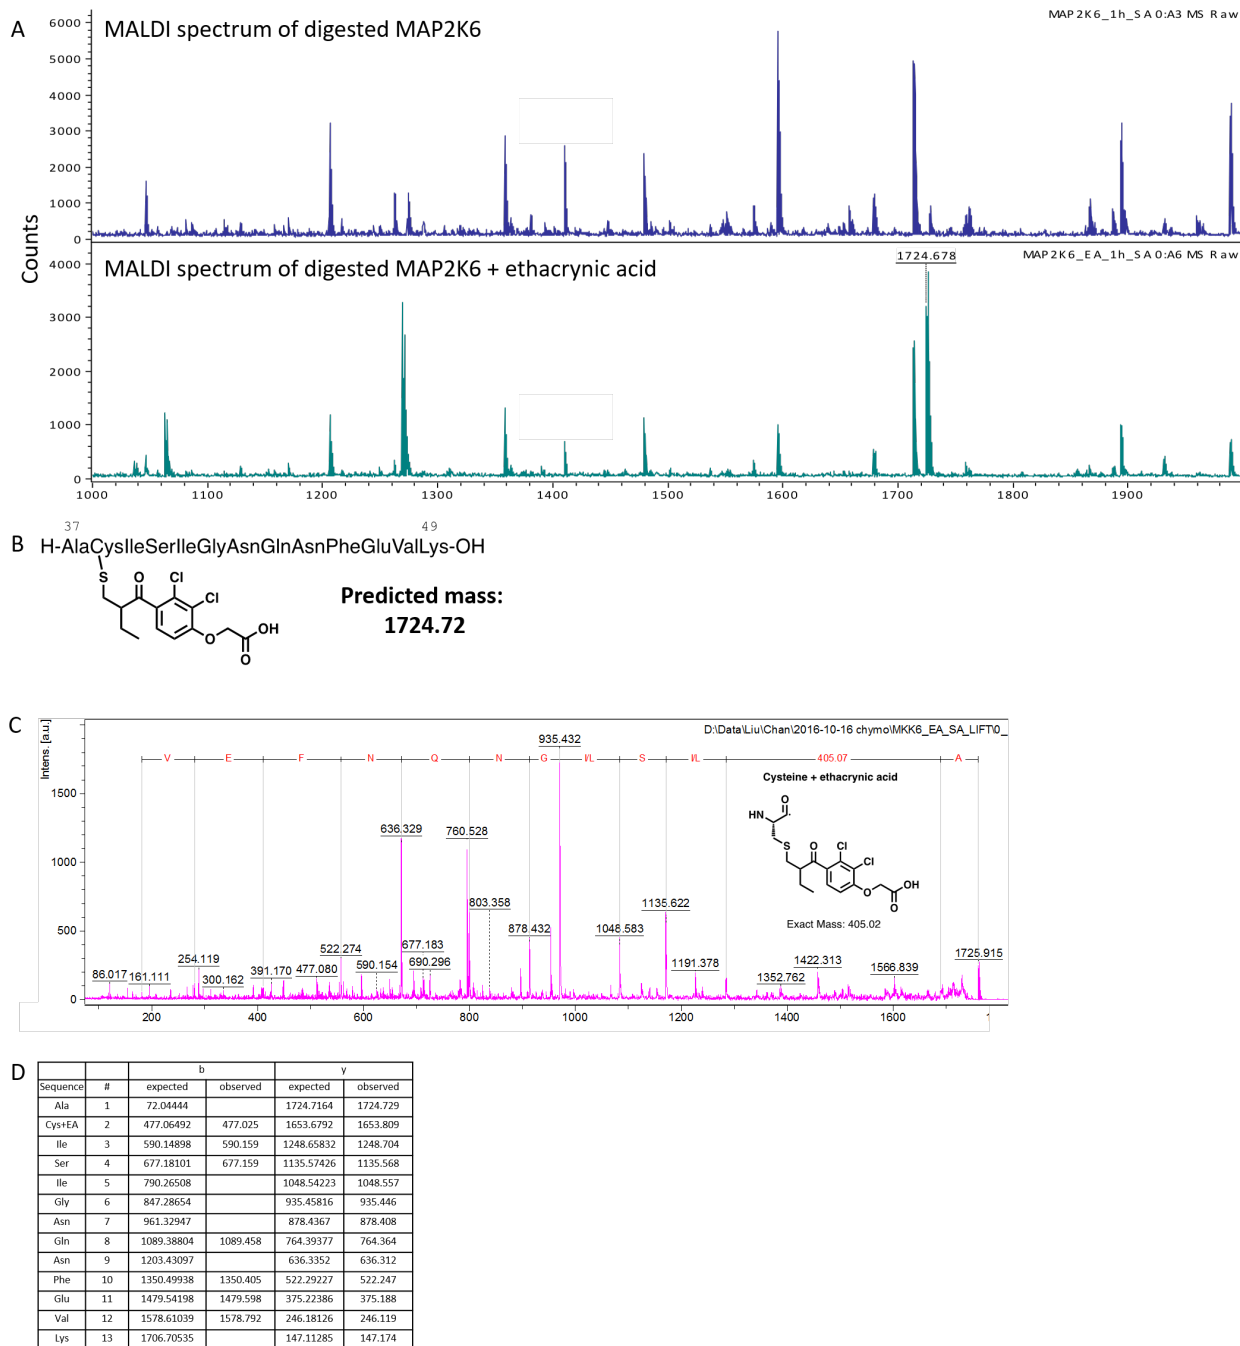 A
MALDI spectrum of digested MAP2K6
MAP2K6_1h_SA 0:A3 MS Raw
6000
5000
4000
3000
2000
1000
0
Counts
MALDI spectrum of digested MAP2K6 + ethacrynic acid
1724.678
MAP2K6_EA_1h_SA 0:A6 MS Raw
4000
3000
2000
1000
0
1000 1100 1200 1300 1400 1500 1600 1700 1800 1900
B
37 49
H-AlaCysIleSerIleGlyAsnGlnAsnPheGluValLys-OH
S O Cl
Cl
O OH
O
Predicted mass:
1724.72
C
Intens. [a.u.]
D:\Data\Liu\Chan\2016-10-16 chymo\MKK6_EA_SA_LIFT\0_
935.432
V E F N Q N G I/L S I/L 405.07 A
Cysteine + ethacrynic acid
HN O
S O Cl
Cl
O OH
O
Exact Mass: 405.02
1500
1000
500
0
636.329
760.528
803.358
1135.622
878.432
1048.583
522.274
677.183
690.296
254.119
590.154
391.170
477.080
300.162
86.017
161.111
1191.378
1352.762
1422.313
1566.839
1725.915
200 400 600 800 1000 1200 1400 1600
D
b y
Sequence # expected observed expected observed
Ala 1 72.04444 1724.7164 1724.729
Cys+EA 2 477.06492 477.025 1653.6792 1653.809
Ile 3 590.14898 590.159 1248.65832 1248.704
Ser 4 677.18101 677.159 1135.57426 1135.568
Ile 5 790.26508 1048.54223 1048.557
Gly 6 847.28654 935.45816 935.446
Asn 7 961.32947 878.4367 878.408
Gln 8 1089.38804 1089.458 764.39377 764.364
Asn 9 1203.43097 636.3352 636.312
Phe 10 1350.49938 1350.405 522.29227 522.247
Glu 11 1479.54198 1479.598 375.22386 375.188
Val 12 1578.61039 1578.792 246.18126 246.119
Lys 13 1706.70535 147.11285 147.174